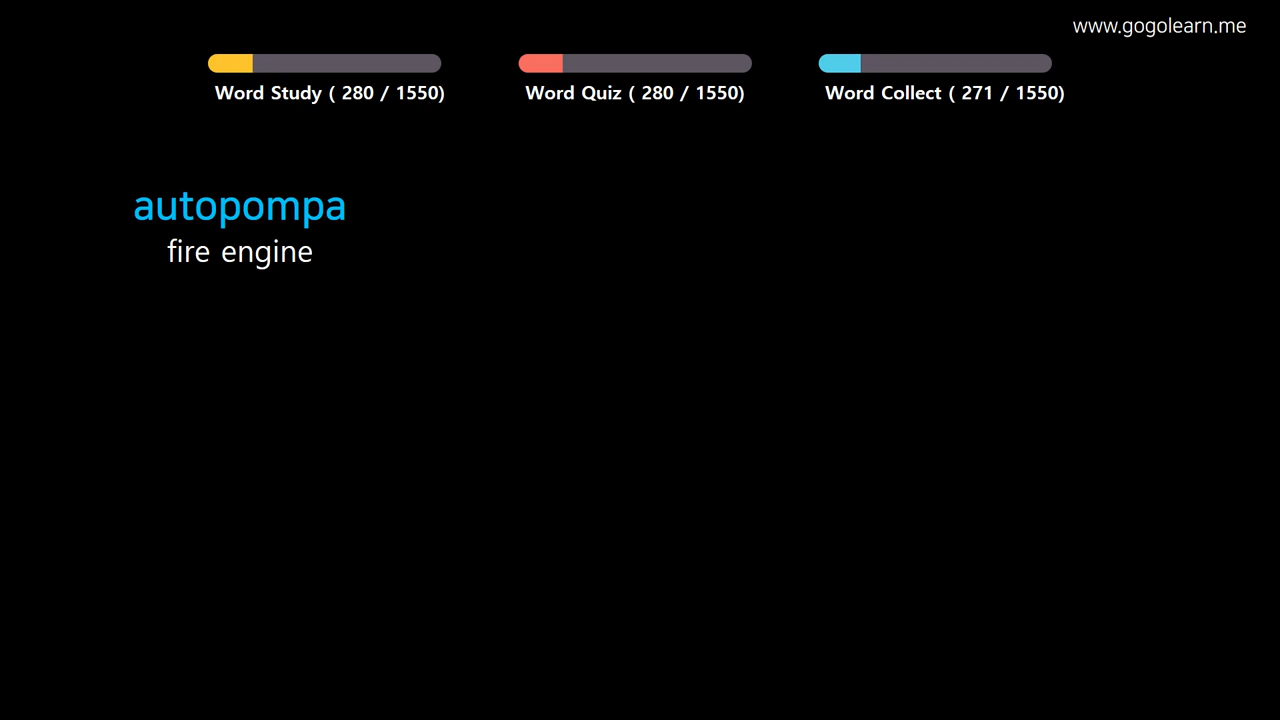 www.gogolearn.me
Word Study ( 280 / 1550)
Word Quiz ( 280 / 1550)
Word Collect ( 271 / 1550)
autopompa
fire engine